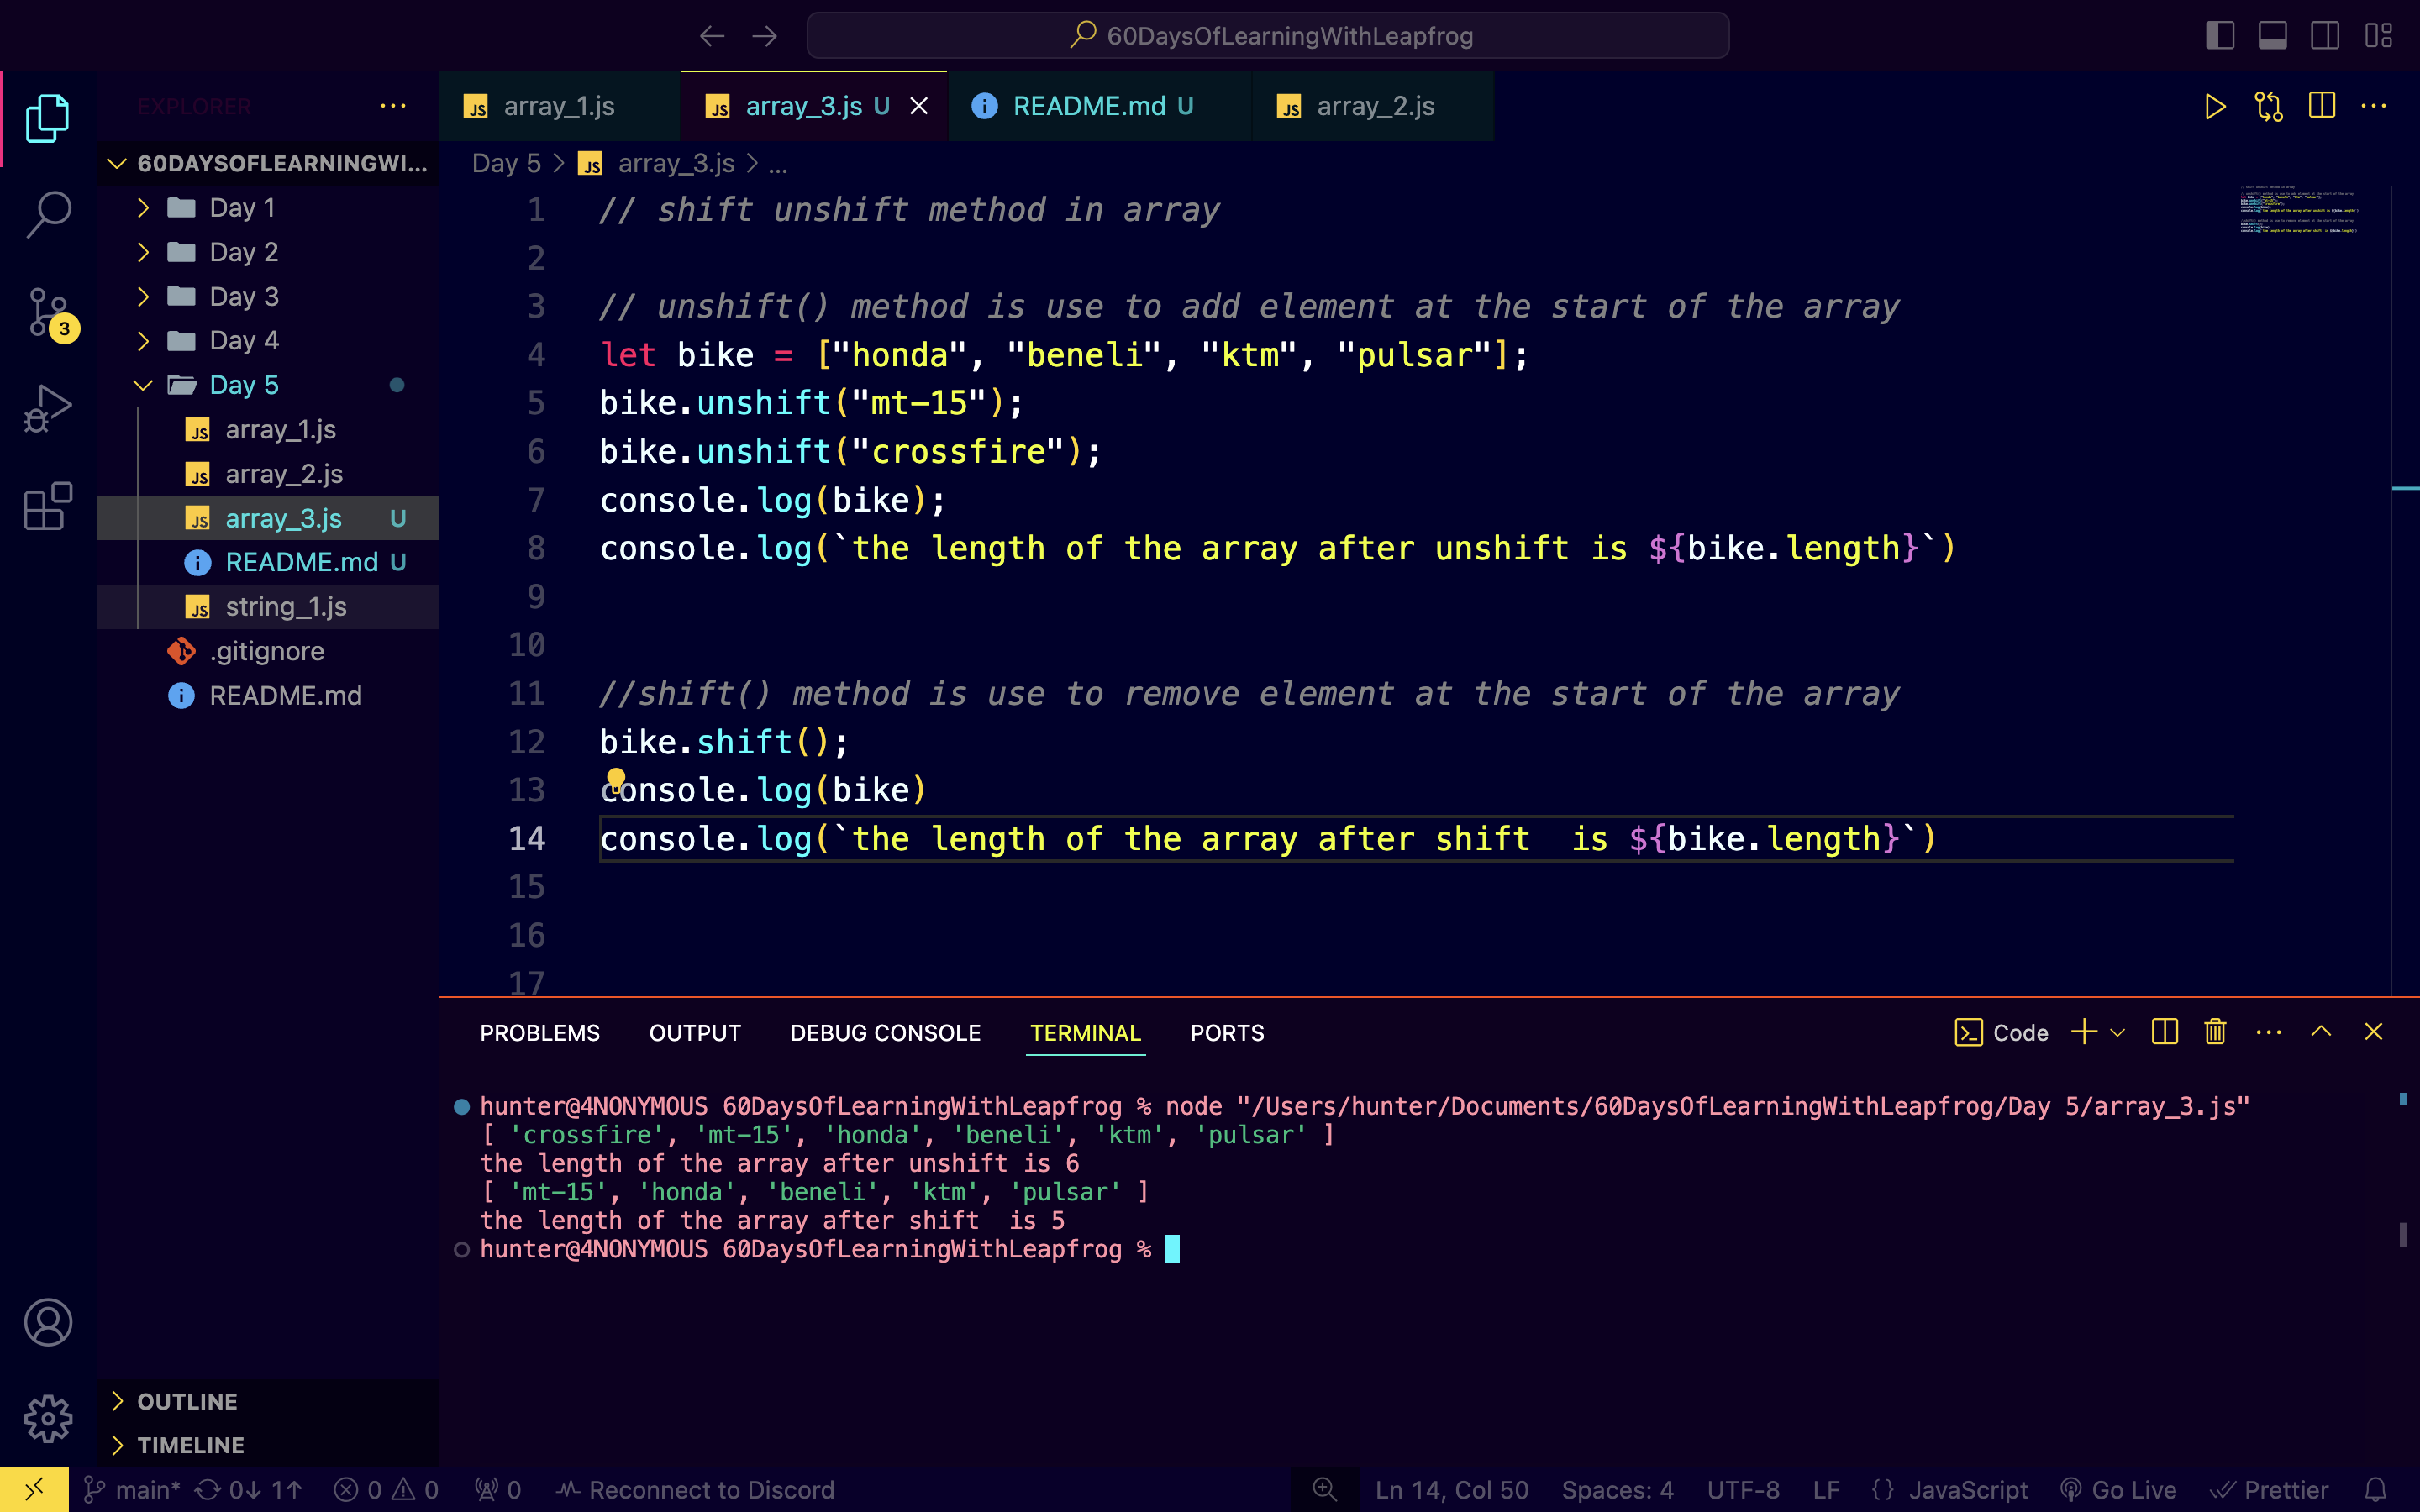 60DaysOfLearningWithLeapfrog
EXPLORER
array_1.js
array_3.js U
README.md U
array_2.js
60DAYSOFLEARNINGWI...
Day 1
Day 2
Day 3
Day 4
Day 5
array_1.js
array_2.js
array_3.js U
README.md U
string_1.js
.gitignore
README.md
3
OUTLINE
TIMELINE
Day 5 > JS array_3.js > ...
1 // shift unshift method in array
2
3 // unshift() method is use to add element at the start of the array
4 let bike = ["honda", "beneli", "ktm", "pulsar"];
5 bike.unshift("mt-15");
6 bike.unshift("crossfire");
7 console.log(bike);
8 console.log(`the length of the array after unshift is ${bike.length}`)
9
10
11 //shift() method is use to remove element at the start of the array
12 bike.shift();
13 console.log(bike)
14 console.log(`the length of the array after shift  is ${bike.length}`)
15
16
17
PROBLEMS OUTPUT DEBUG CONSOLE TERMINAL PORTS
Code
hunter@4NONYMOUS 60DaysOfLearningWithLeapfrog % node "/Users/hunter/Documents/60DaysOfLearningWithLeapfrog/Day 5/array_3.js"
[ 'crossfire', 'mt-15', 'honda', 'beneli', 'ktm', 'pulsar' ]
the length of the array after unshift is 6
[ 'mt-15', 'honda', 'beneli', 'ktm', 'pulsar' ]
the length of the array after shift  is 5
hunter@4NONYMOUS 60DaysOfLearningWithLeapfrog %
main* 0↓ 1↑ 0 0 0 Reconnect to Discord Ln 14, Col 50 Spaces: 4 UTF-8 LF {} JavaScript Go Live Prettier